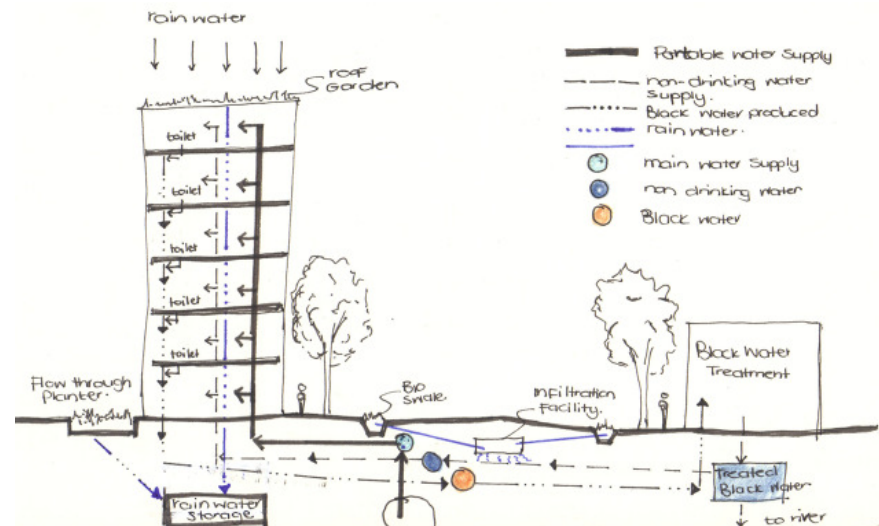 rain water
roof
Garden
toilet
toilet
toilet
toilet
toilet
Flow through
Planter.
Bio
Swale
Infiltration
Facility.
Black Water
Treatment
rain water
Storage
Treated
Black Water
to river
Portable water supply
non-drinking water
supply.
Black water produced
rain water.
main water supply
non drinking water
Black water